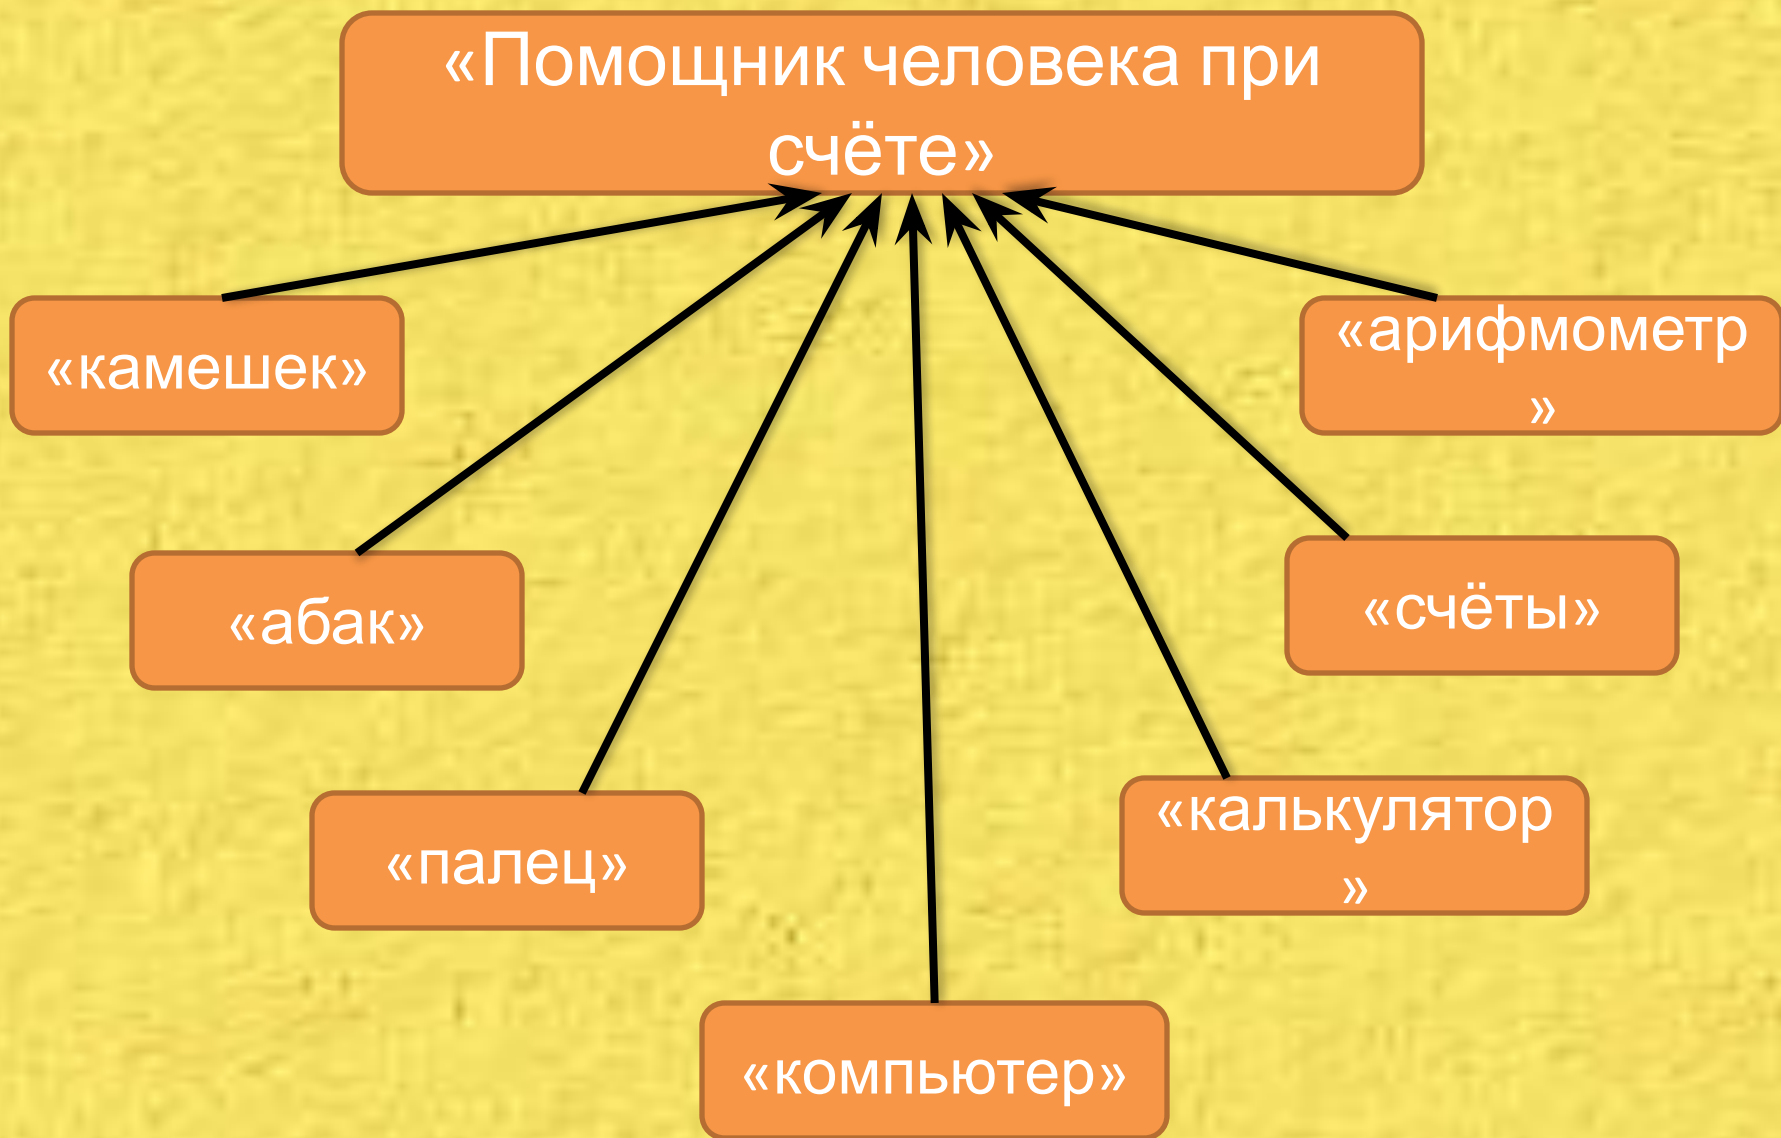 «Помощник человека при
счёте»
«камешек»
«арифмометр
»
«абак»
«счёты»
«палец»
«калькулятор
»
«компьютер»